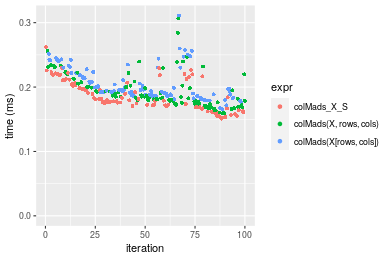 0.3
0.2
0.1
0.0
time (ms)
0
25
50
75
100
iteration
expr
colMads_X_S
colMads(X, rows, cols)
colMads(X[rows, cols])